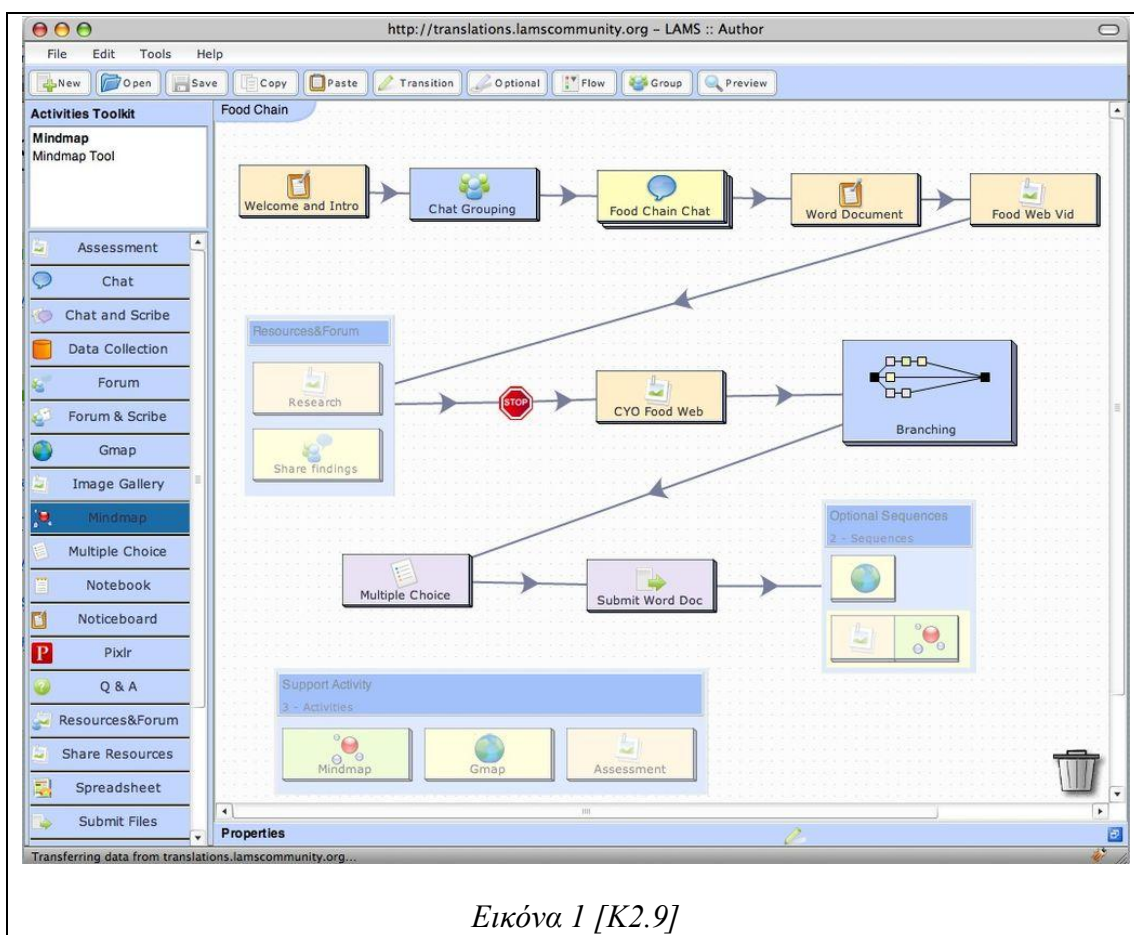 http://translations.lamscommunity.org – LAMS :: Author
File Edit Tools Help
New Open Save Copy Paste Transition Optional Flow Group Preview
Activities Toolkit
Mindmap
Mindmap Tool
Assessment
Chat
Chat and Scribe
Data Collection
Forum
Forum & Scribe
Gmap
Image Gallery
Mindmap
Multiple Choice
Notebook
Noticeboard
P Pixlr
Q & A
Resources&Forum
Share Resources
Spreadsheet
Submit Files
Food Chain
Welcome and Intro
Chat Grouping
Food Chain Chat
Word Document
Food Web Vid
Resources&Forum
Research
Share findings
STOP
CYO Food Web
Branching
Multiple Choice
Submit Word Doc
Optional Sequences
2 - Sequences
Support Activity
3 - Activities
Mindmap
Gmap
Assessment
Properties
Transferring data from translations.lamscommunity.org...
Εικόνα 1 [Κ2.9]